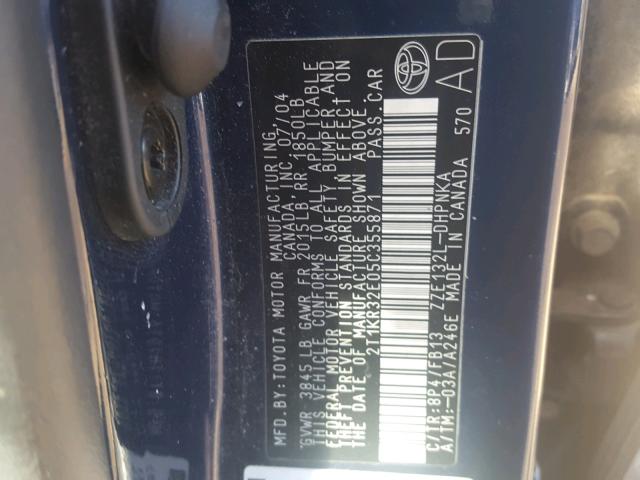 MFD.BY:TOYOTA MOTOR MANUFACTURING,
CANADA, INC. 07/04
GVWR 3845LB GAWR FR 2015LB RR 1850LB
THIS VEHICLE CONFORMS TO ALL APPLICABLE
FEDERAL MOTOR VEHICLE SAFETY, BUMPER, AND
THEFT PREVENTION STANDARDS IN EFFECT ON
THE DATE OF MANUFACTURE SHOWN ABOVE.
2T1KR32E05C355871 PASS.CAR
C/TR:8P4/FB13 ZZE132L-DHPNKA
A/TM:-03A/A246E MADE IN CANADA 570
AD